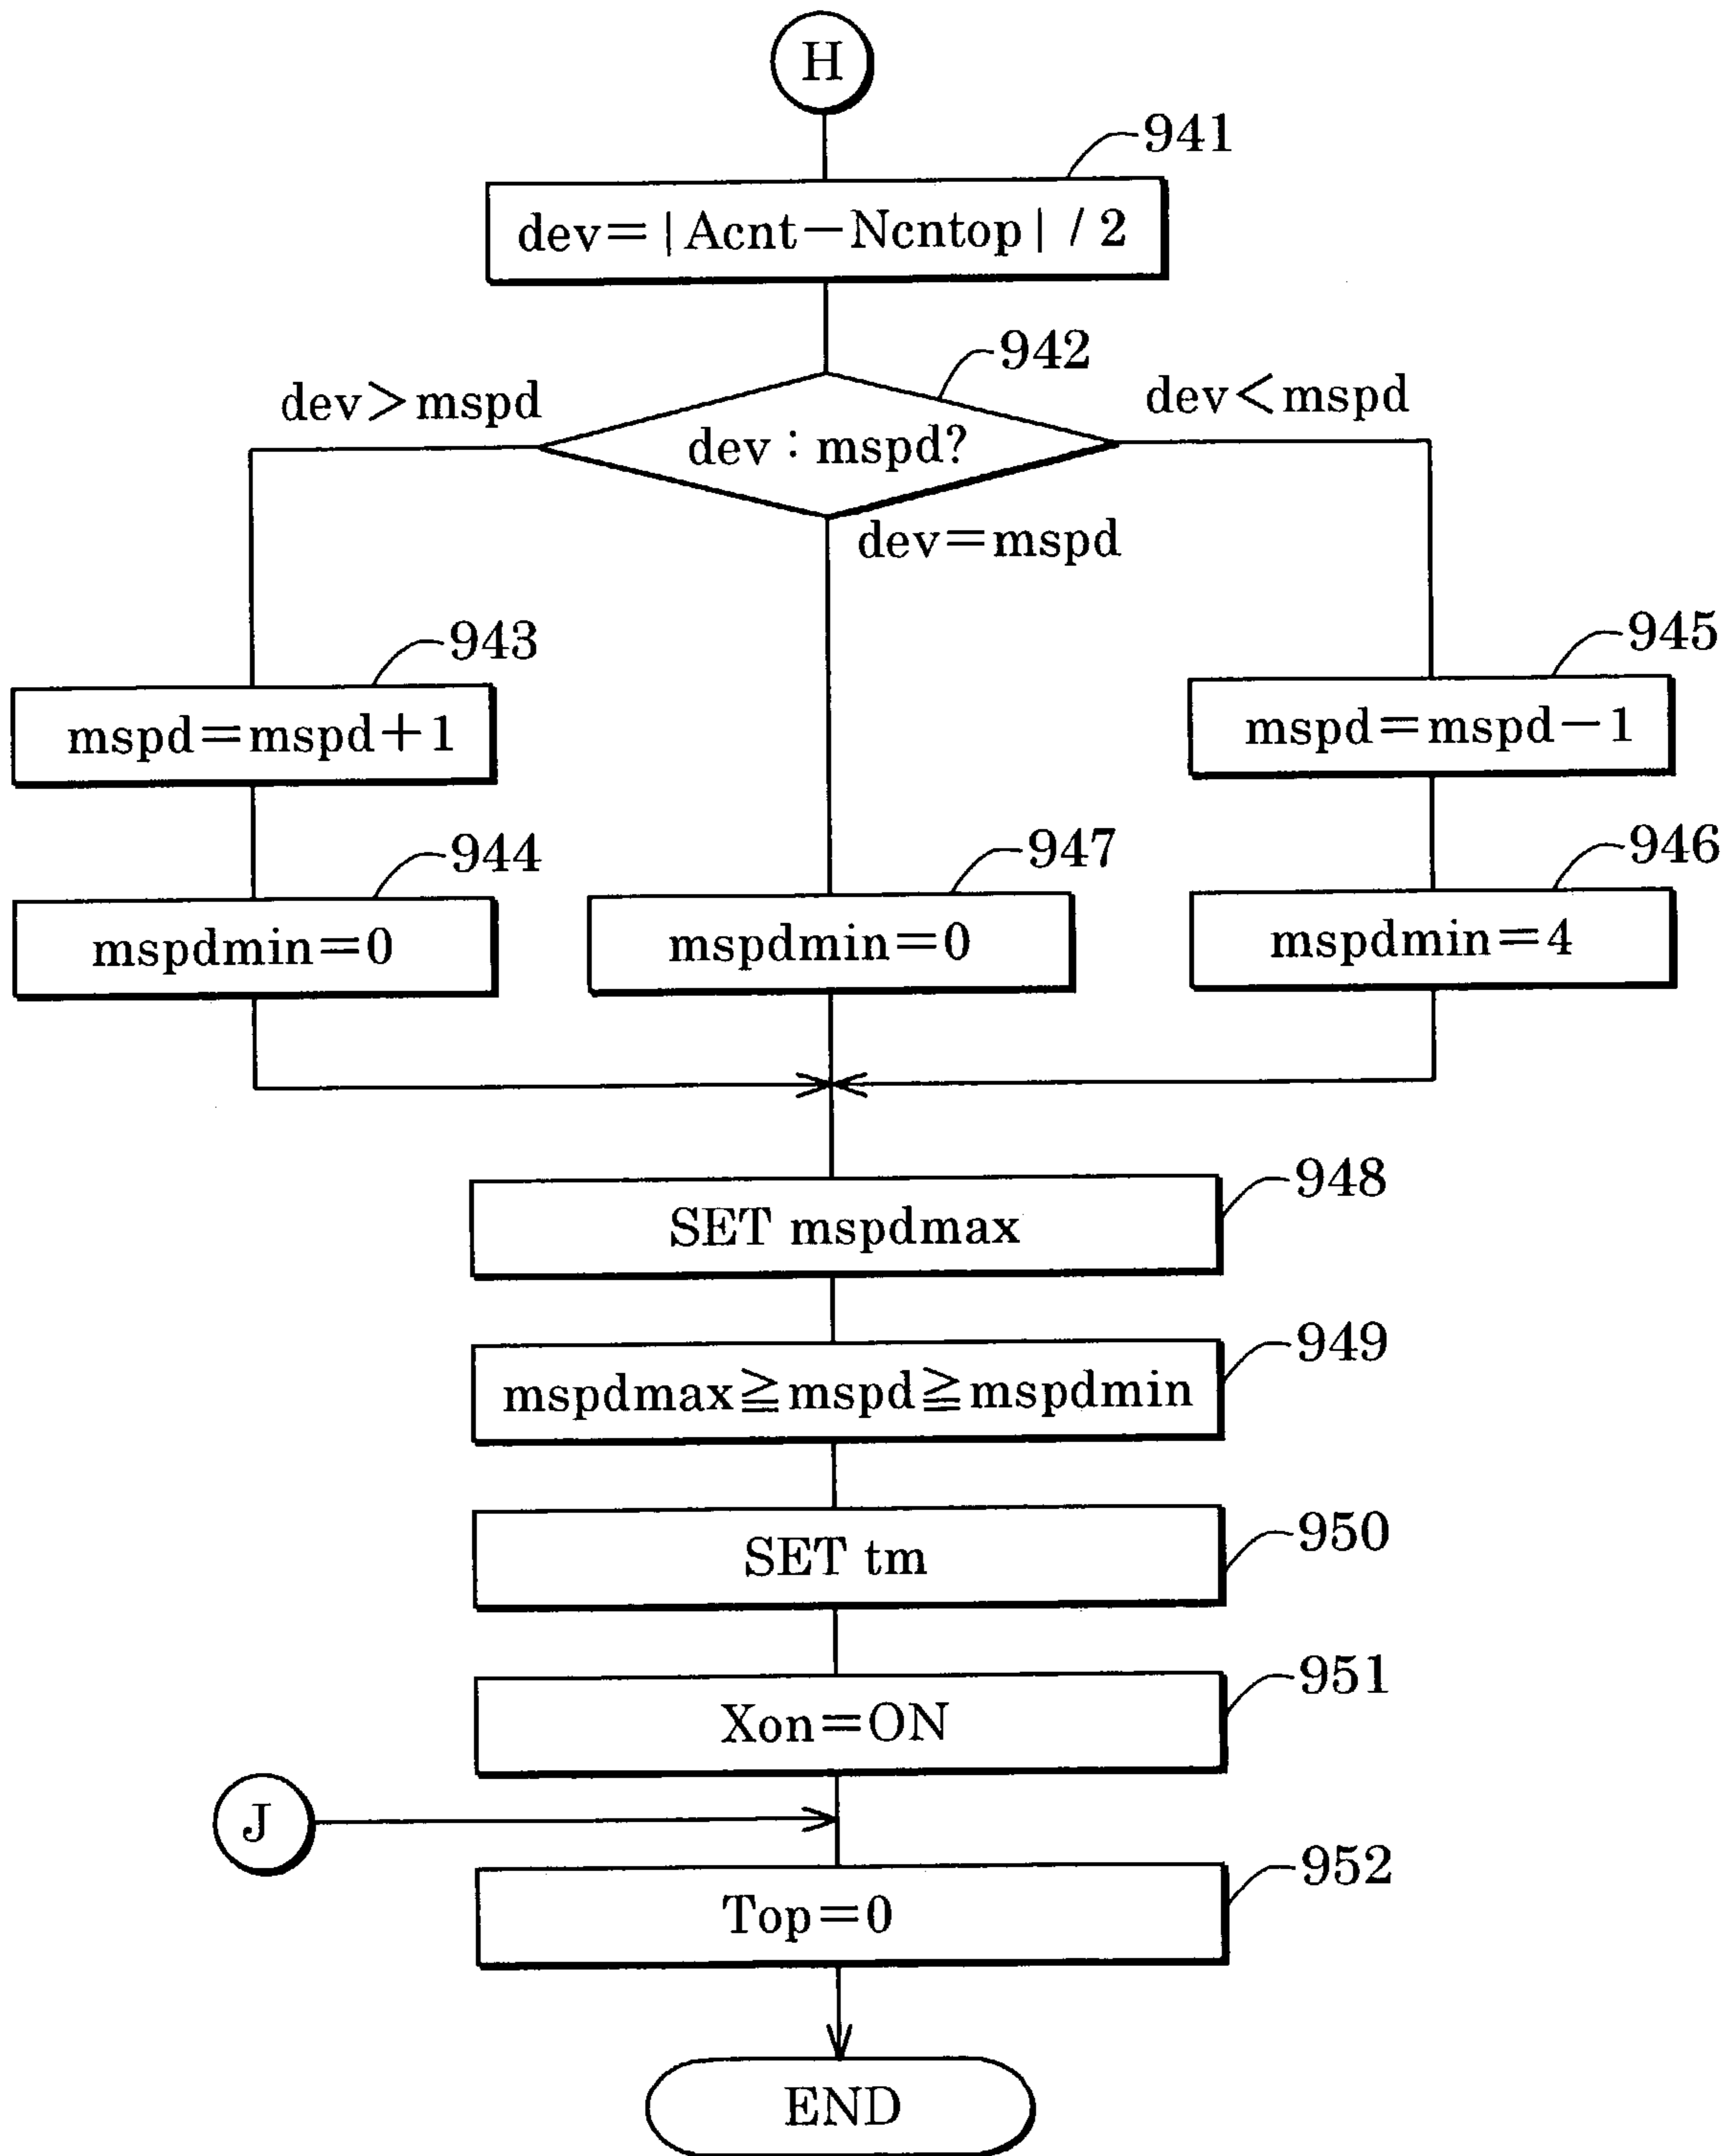 H
941
dev=|Acnt−Ncntop| / 2
942
dev>mspd
dev<mspd
dev:mspd?
dev=mspd
943
945
mspd=mspd+1
mspd=mspd−1
944
947
946
mspdmin=0
mspdmin=0
mspdmin=4
948
SET mspdmax
949
mspdmax≧mspd≧mspdmin
950
SET tm
951
Xon=ON
J
952
Top=0
END